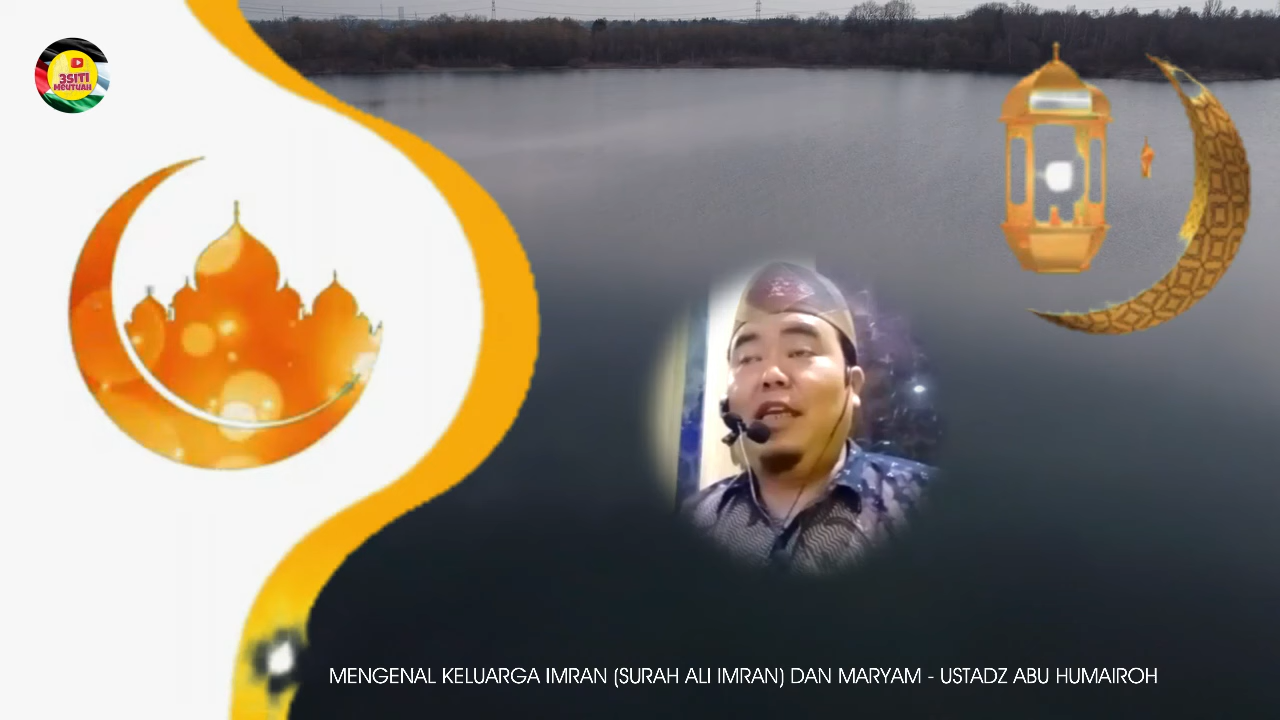 3SITI
MEUTUAH
MENGENAL KELUARGA IMRAN (SURAH ALI IMRAN) DAN MARYAM - USTADZ ABU HUMAIROH